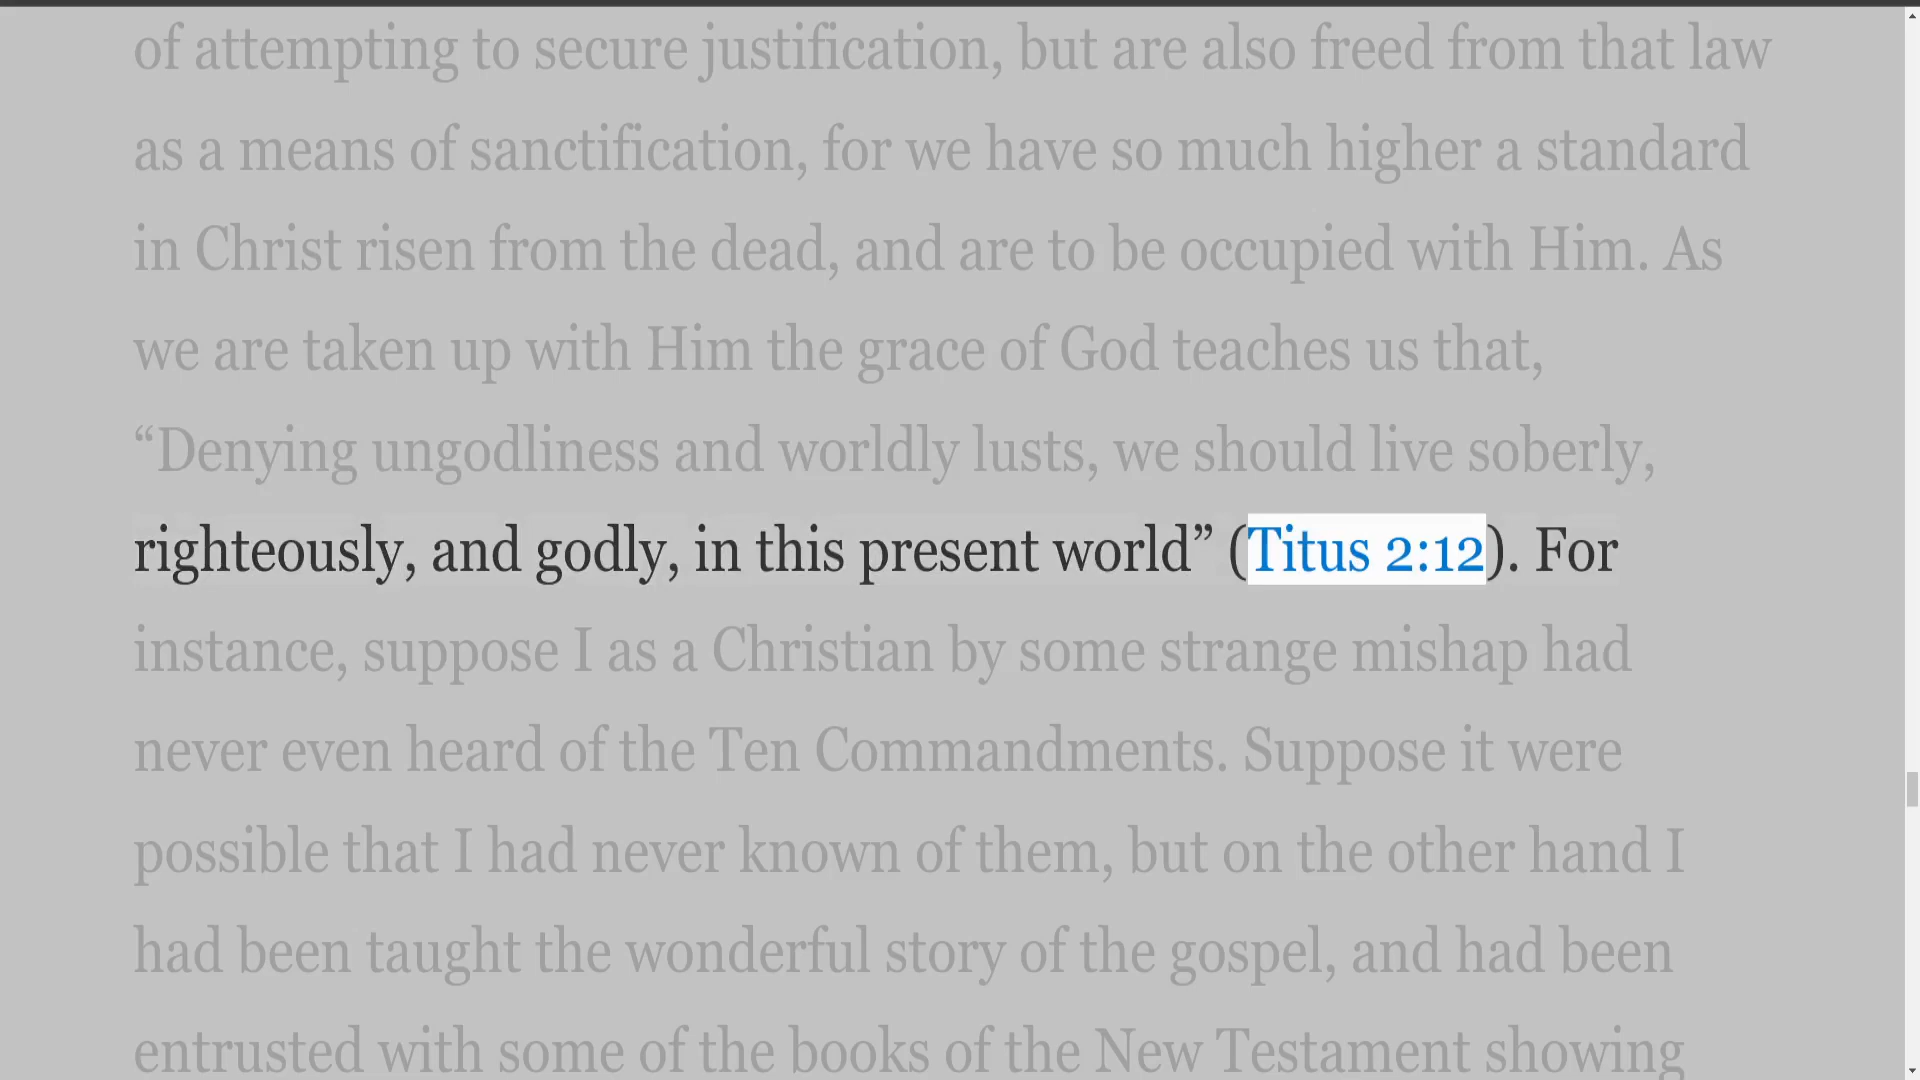 of attempting to secure justification, but are also freed from that law
as a means of sanctification, for we have so much higher a standard
in Christ risen from the dead, and are to be occupied with Him. As
we are taken up with Him the grace of God teaches us that,
“Denying ungodliness and worldly lusts, we should live soberly,
righteously, and godly, in this present world” (Titus 2:12). For
instance, suppose I as a Christian by some strange mishap had
never even heard of the Ten Commandments. Suppose it were
possible that I had never known of them, but on the other hand I
had been taught the wonderful story of the gospel, and had been
entrusted with some of the books of the New Testament showing